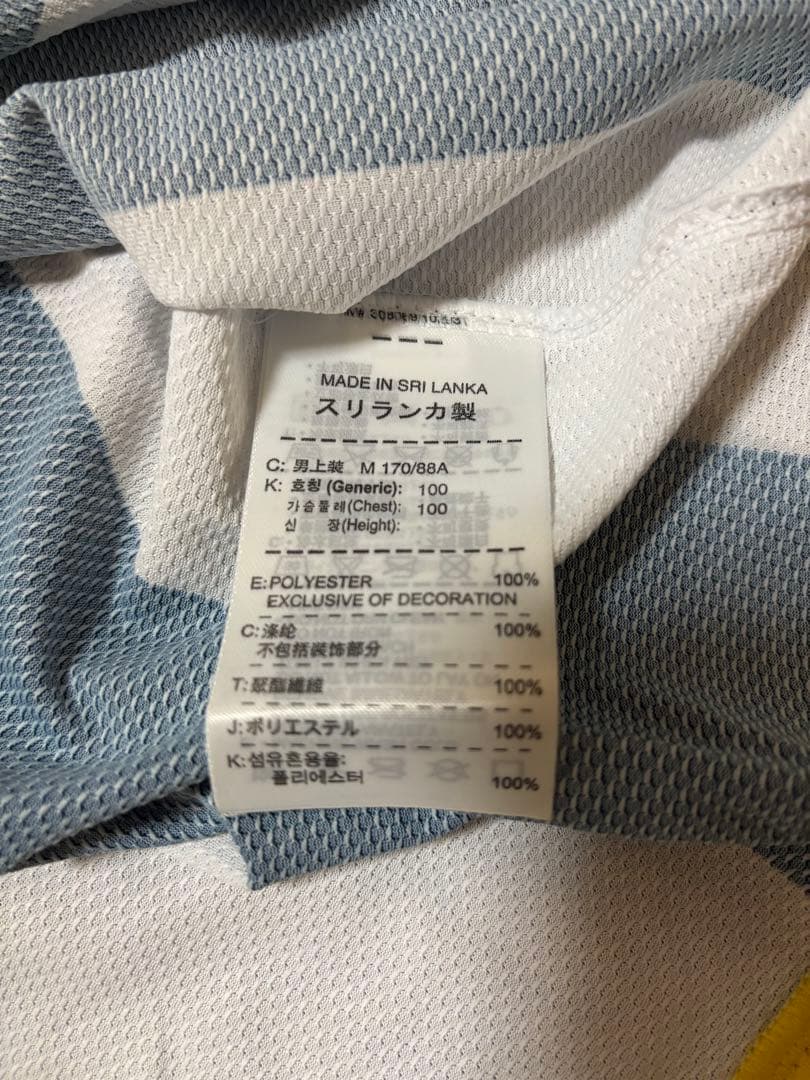 MADE IN SRI LANKA
スリランカ製
C: 男上装 M 170/88A
K: 호칭 (Generic): 100
가슴둘레(Chest): 100
신 장(Height):
E: POLYESTER 100%
EXCLUSIVE OF DECORATION
C: 涤纶 100%
不包括装饰部分
T: 聚酯纖維 100%
J: ポリエステル 100%
K: 섬유혼용율:
폴리에스터 100%